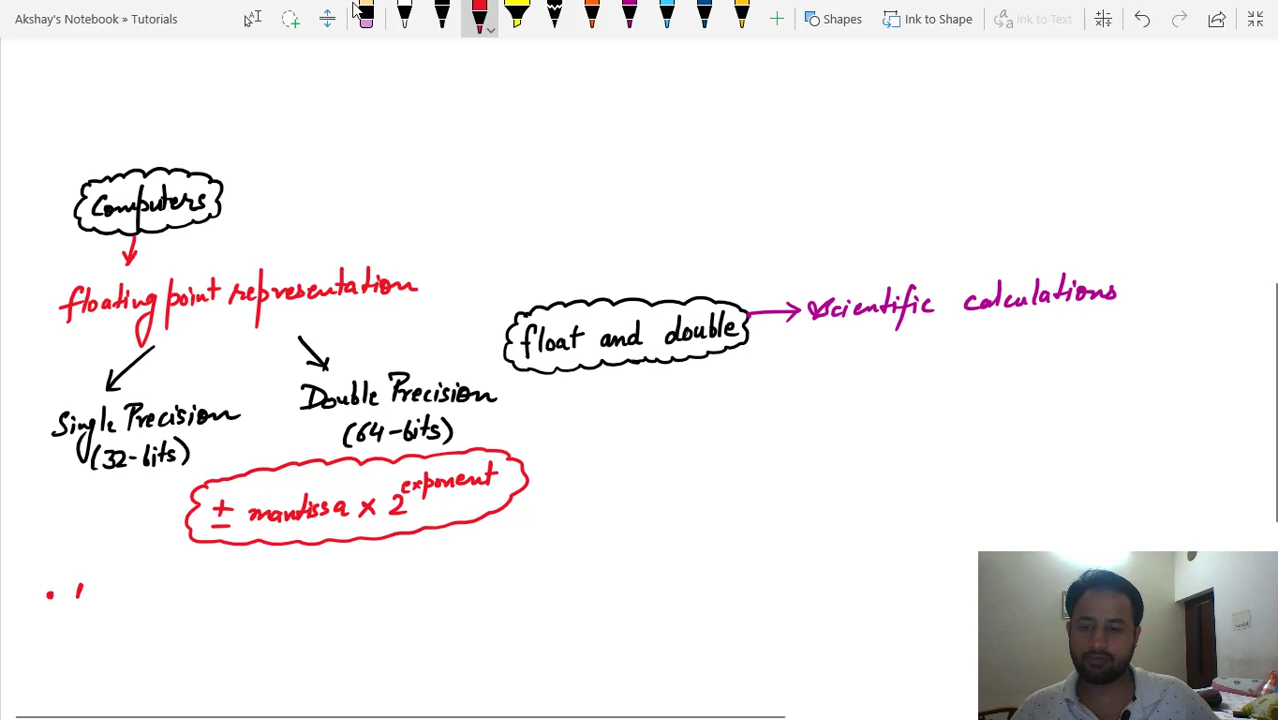 Akshay's Notebook » Tutorials
Shapes
Ink to Shape
Ink to Text
Computers
floating point representation
float and double
scientific calculations
Single Precision
(32-bits)
Double Precision
(64-bits)
± mantissa × 2^exponent